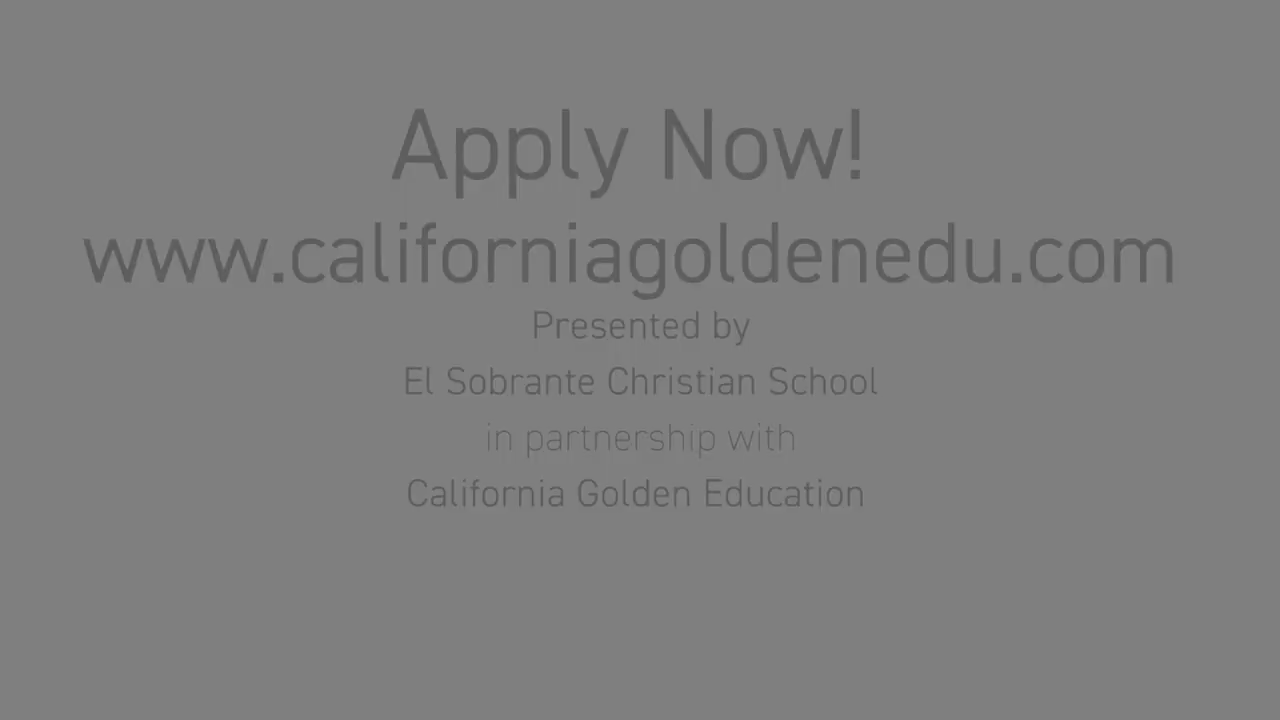 Apply Now!
www.californiagoldenedu.com
Presented by
El Sobrante Christian School
in partnership with
California Golden Education